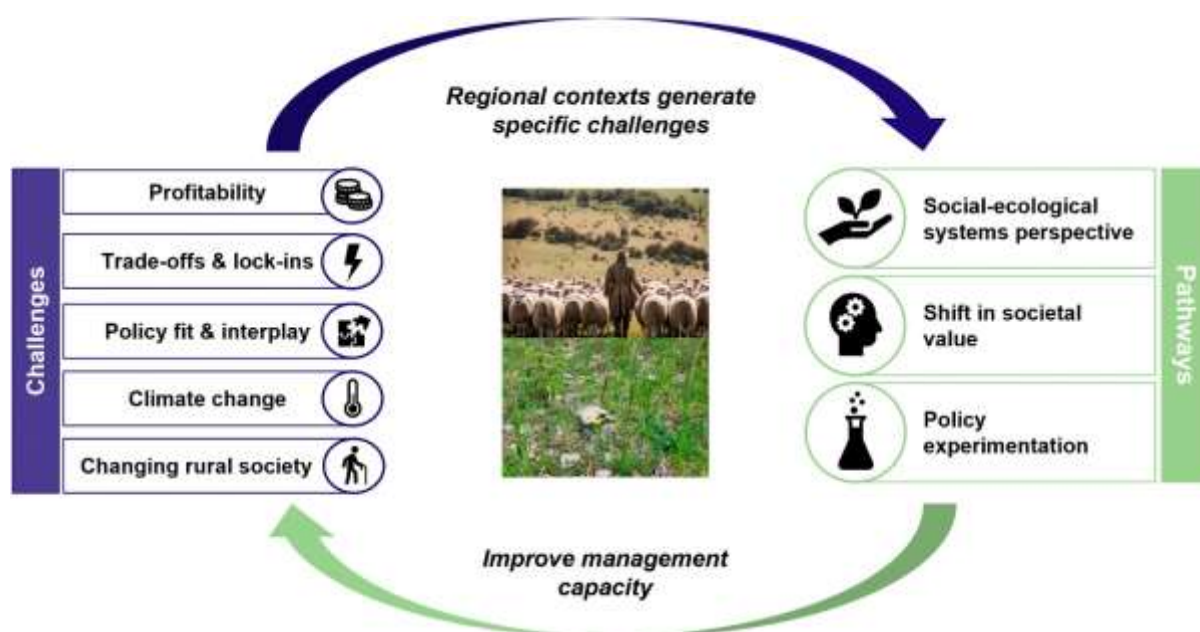 Regional contexts generate
specific challenges
Challenges
Profitability
Trade-offs & lock-ins
Policy fit & interplay
Climate change
Changing rural society
Social-ecological
systems perspective
Shift in societal
value
Policy
experimentation
Pathways
Improve management
capacity